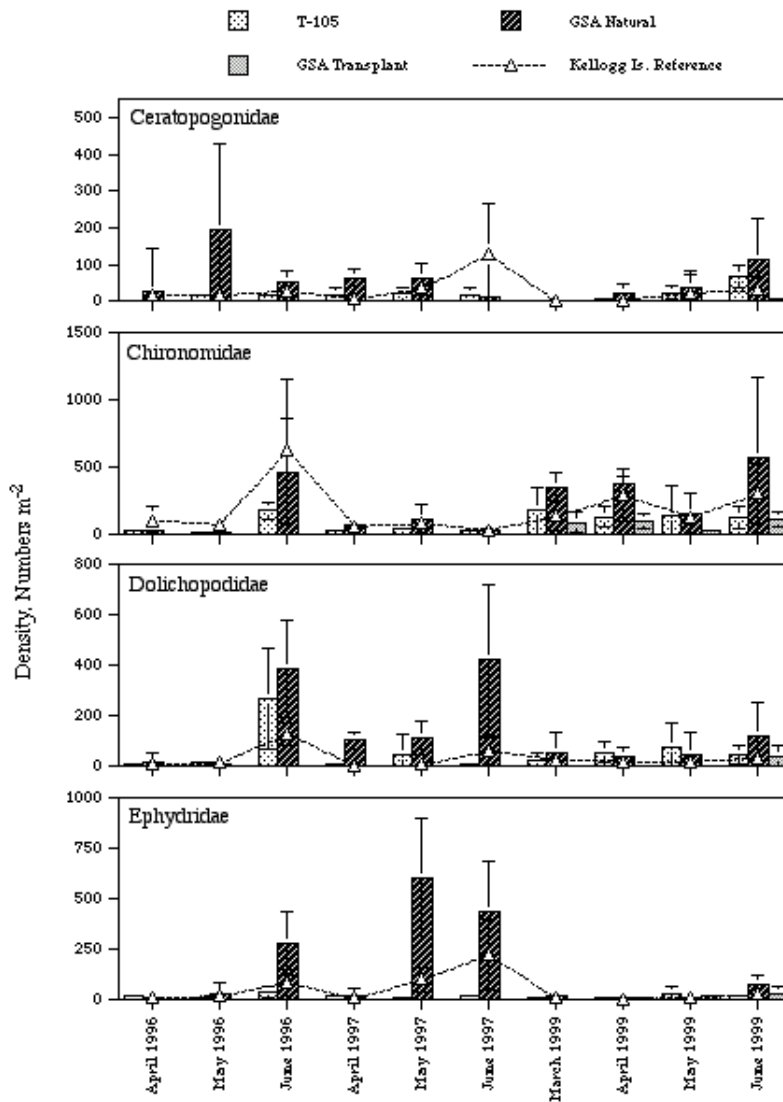 T-105
GSA Natural
GSA Transplant
Kellogg Is. Reference
Density, Numbers m-2
Ceratopogonidae
500
400
300
200
100
0
Chironomidae
1500
1000
500
0
Dolichopodidae
800
600
400
200
0
Ephydridae
1000
750
500
250
0
April 1996
May 1996
June 1996
April 1997
May 1997
June 1997
March 1999
April 1999
May 1999
June 1999